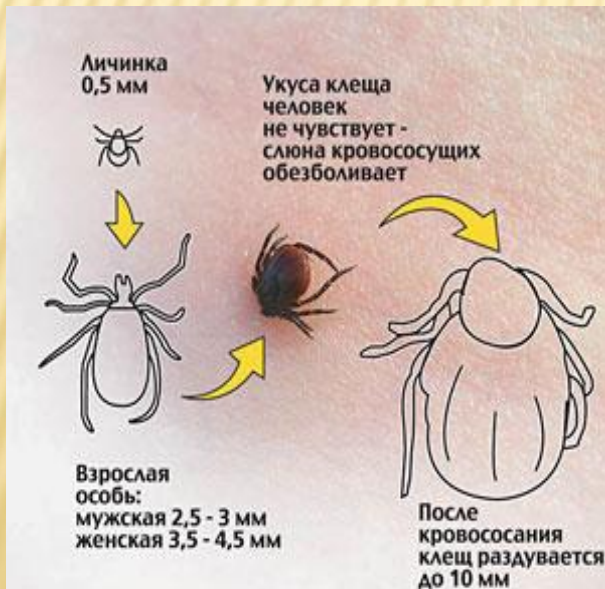 Личинка
0,5 мм
Укуса клеща
человек
не чувствует -
слюна кровососущих
обезболивает
Взрослая
особь:
мужская 2,5 - 3 мм
женская 3,5 - 4,5 мм
После
кровососания
клещ раздувается
до 10 мм